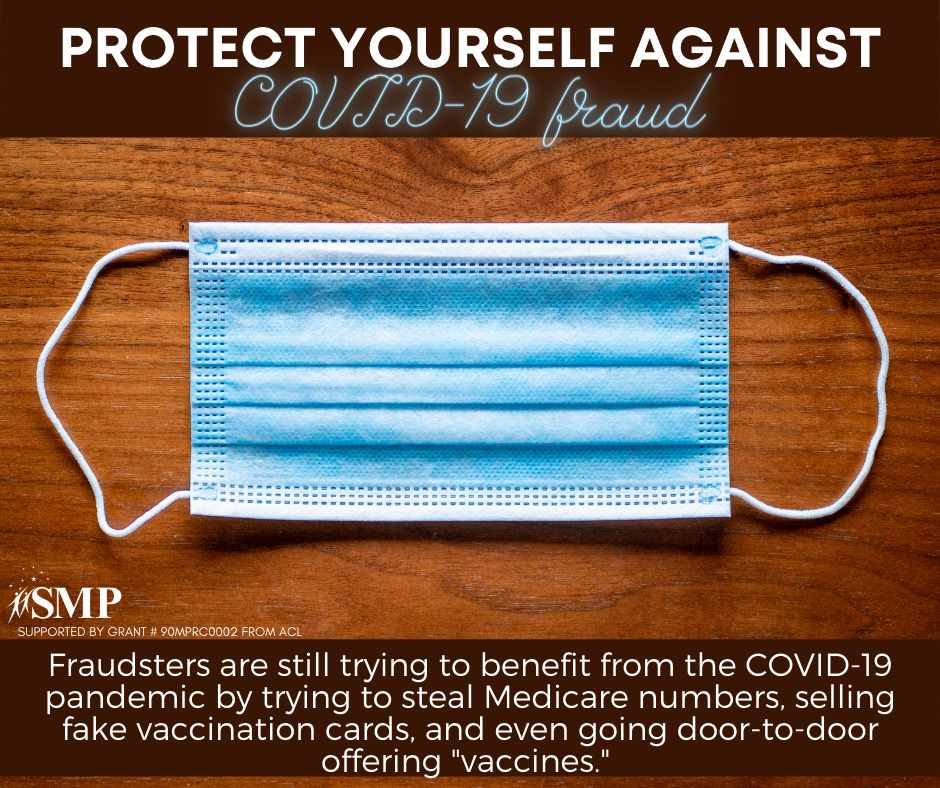 PROTECT YOURSELF AGAINST
COVID-19 fraud
SMP
SUPPORTED BY GRANT # 90MPRC0002 FROM ACL
Fraudsters are still trying to benefit from the COVID-19
pandemic by trying to steal Medicare numbers, selling
fake vaccination cards, and even going door-to-door
offering "vaccines."